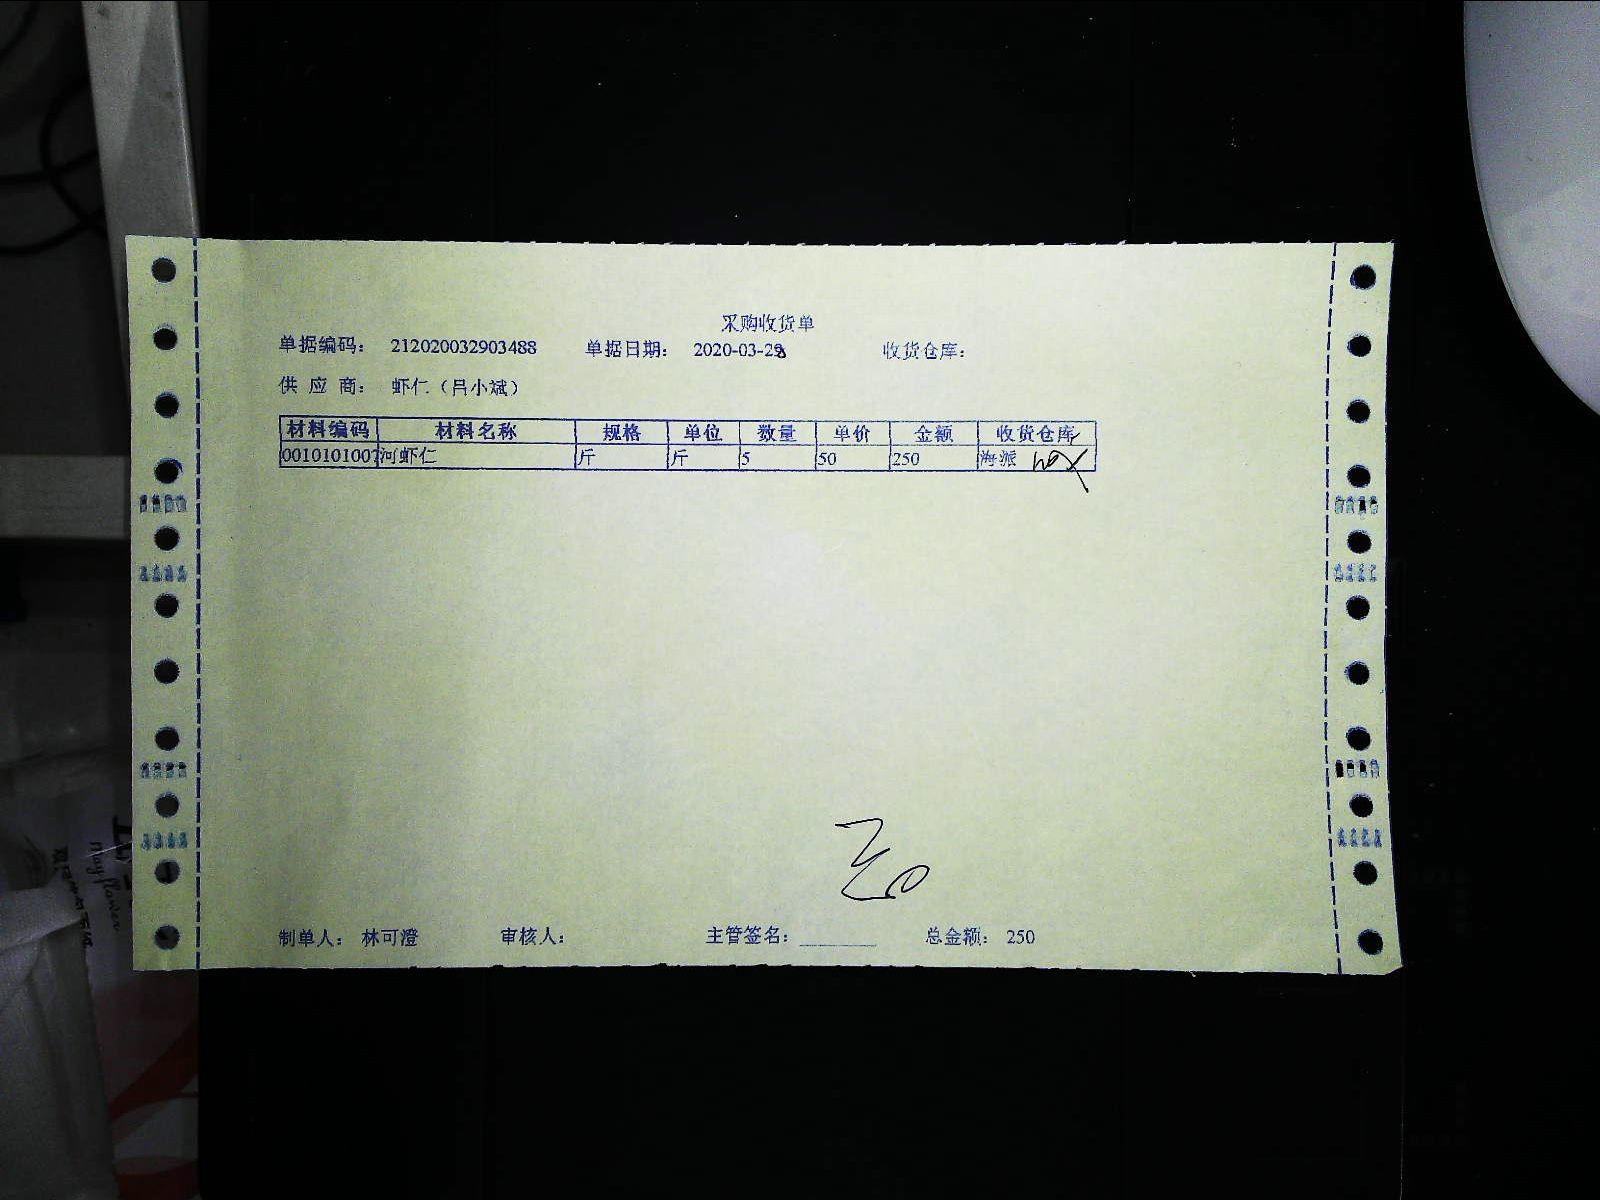 采购收货单
单据编码： 212020032903488 单据日期： 2020-03-28 收货仓库：
供 应 商： 虾仁（吕小斌）
材料编码 材料名称 规格 单位 数量 单价 金额 收货仓库
0010101007 河虾仁 斤 斤 5 50 250 海派
制单人： 林可澄 审核人： 主管签名：________ 总金额： 250
Mayflower